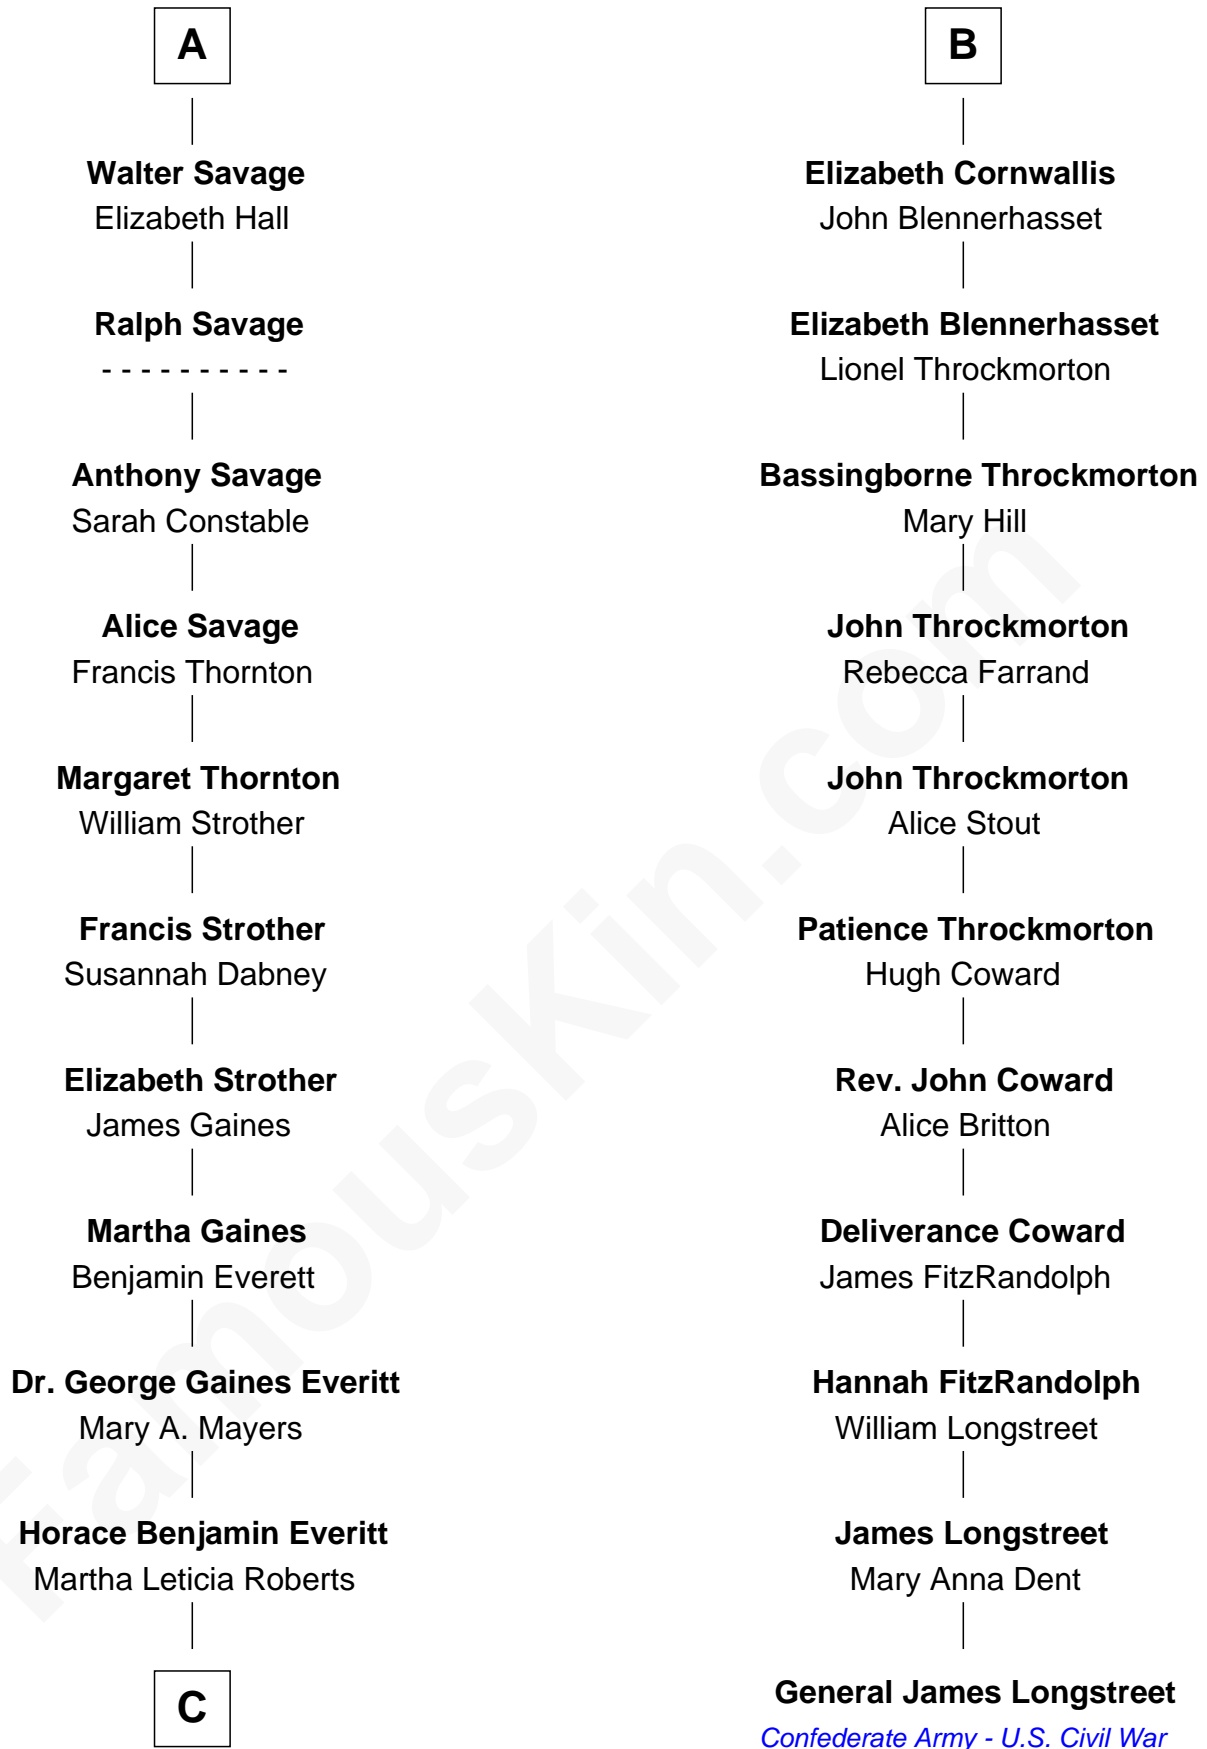 A
Walter Savage
Elizabeth Hall
Ralph Savage
- - - - - - - - - -
Anthony Savage
Sarah Constable
Alice Savage
Francis Thornton
Margaret Thornton
William Strother
Francis Strother
Susannah Dabney
Elizabeth Strother
James Gaines
Martha Gaines
Benjamin Everett
Dr. George Gaines Everitt
Mary A. Mayers
Horace Benjamin Everitt
Martha Leticia Roberts
C
B
Elizabeth Cornwallis
John Blennerhasset
Elizabeth Blennerhasset
Lionel Throckmorton
Bassingborne Throckmorton
Mary Hill
John Throckmorton
Rebecca Farrand
John Throckmorton
Alice Stout
Patience Throckmorton
Hugh Coward
Rev. John Coward
Alice Britton
Deliverance Coward
James FitzRandolph
Hannah FitzRandolph
William Longstreet
James Longstreet
Mary Anna Dent
General James Longstreet
Confederate Army - U.S. Civil War
FamousKin.com